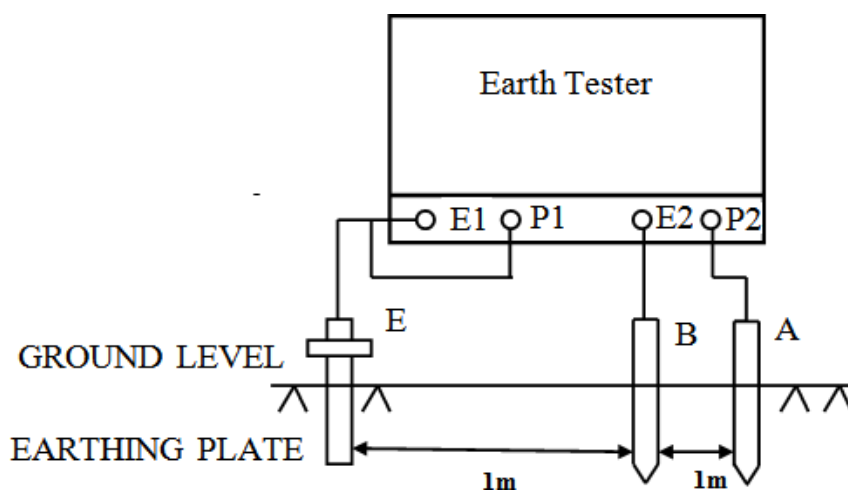 Earth Tester
E1 P1 E2 P2
E
B
A
GROUND LEVEL
EARTHING PLATE
1m
1m